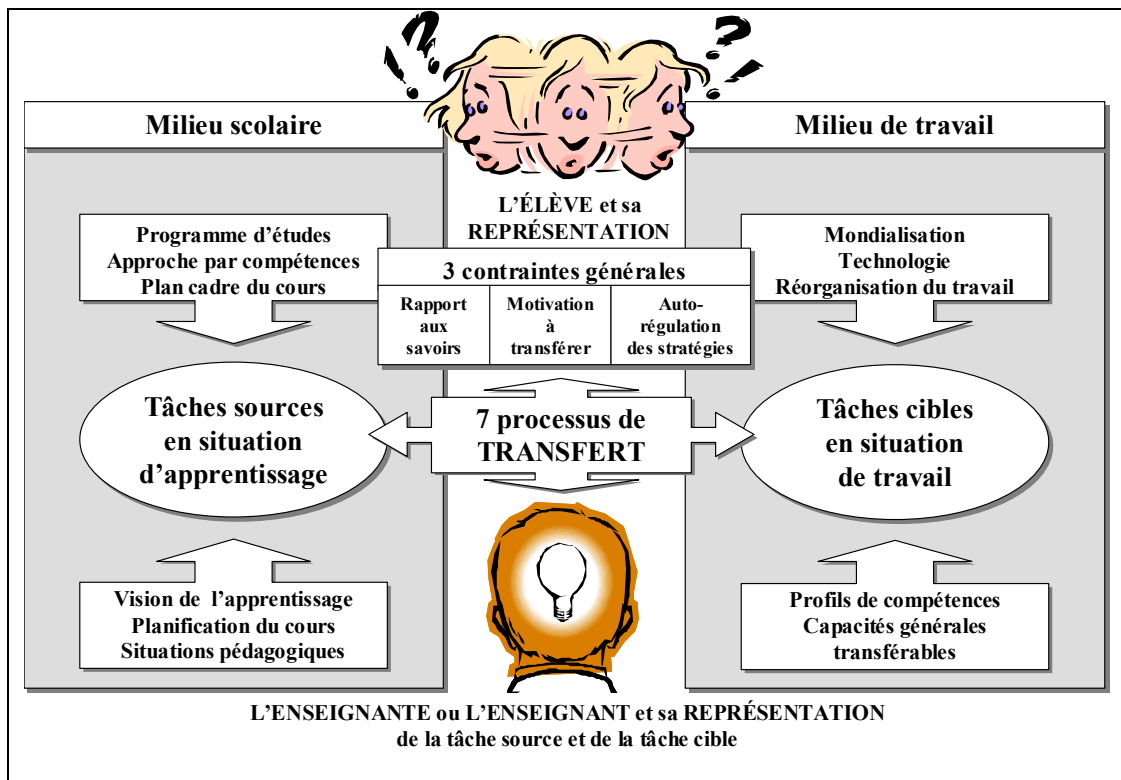 !?
?!
Milieu scolaire
Milieu de travail
L’ÉLÈVE et sa
REPRÉSENTATION
Programme d’études
Approche par compétences
Plan cadre du cours
3 contraintes générales
Rapport
aux
savoirs
Motivation
à
transférer
Auto-
régulation
des stratégies
Mondialisation
Technologie
Réorganisation du travail
Tâches sources
en situation
d’apprentissage
7 processus de
TRANSFERT
Tâches cibles
en situation
de travail
Vision de l’apprentissage
Planification du cours
Situations pédagogiques
Profils de compétences
Capacités générales
transférables
L’ENSEIGNANTE ou L’ENSEIGNANT et sa REPRÉSENTATION
de la tâche source et de la tâche cible